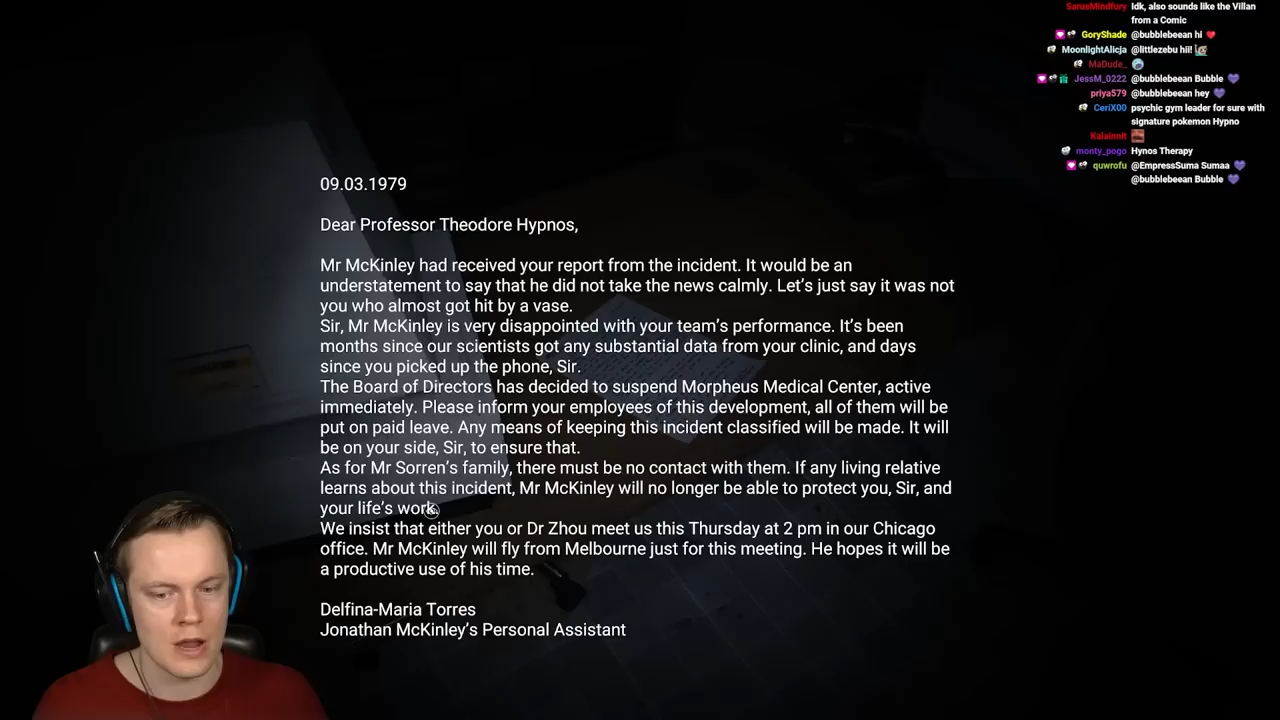 09.03.1979
Dear Professor Theodore Hypnos,
Mr McKinley had received your report from the incident. It would be an
understatement to say that he did not take the news calmly. Let’s just say it was not
you who almost got hit by a vase.
Sir, Mr McKinley is very disappointed with your team’s performance. It’s been
months since our scientists got any substantial data from your clinic, and days
since you picked up the phone, Sir.
The Board of Directors has decided to suspend Morpheus Medical Center, active
immediately. Please inform your employees of this development, all of them will be
put on paid leave. Any means of keeping this incident classified will be made. It will
be on your side, Sir, to ensure that.
As for Mr Sorren’s family, there must be no contact with them. If any living relative
learns about this incident, Mr McKinley will no longer be able to protect you, Sir, and
your life’s work.
We insist that either you or Dr Zhou meet us this Thursday at 2 pm in our Chicago
office. Mr McKinley will fly from Melbourne just for this meeting. He hopes it will be
a productive use of his time.
Delfina-Maria Torres
Jonathan McKinley’s Personal Assistant
SarusMindfury Idk, also sounds like the Villan
from a Comic
GoryShade @bubblebeean hi
MoonlightAlicja @littlezebu hii!
MaDude_
JessM_0222 @bubblebeean Bubble
priya579 @bubblebeean hey
CeriX00 psychic gym leader for sure with
signature pokemon Hypno
Kalainnit
monty_pogo Hynos Therapy
quwrofu @EmpressSuma Sumaa
@bubblebeean Bubble